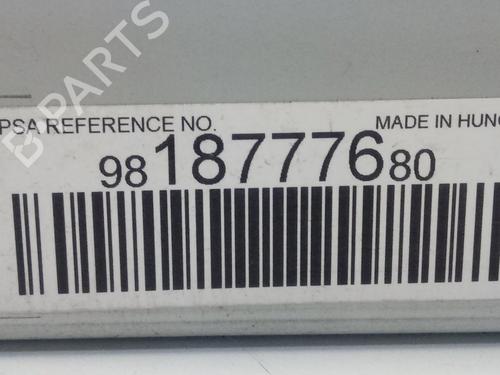 B PARTS
PSA REFERENCE NO. MADE IN HUNG
9818777680